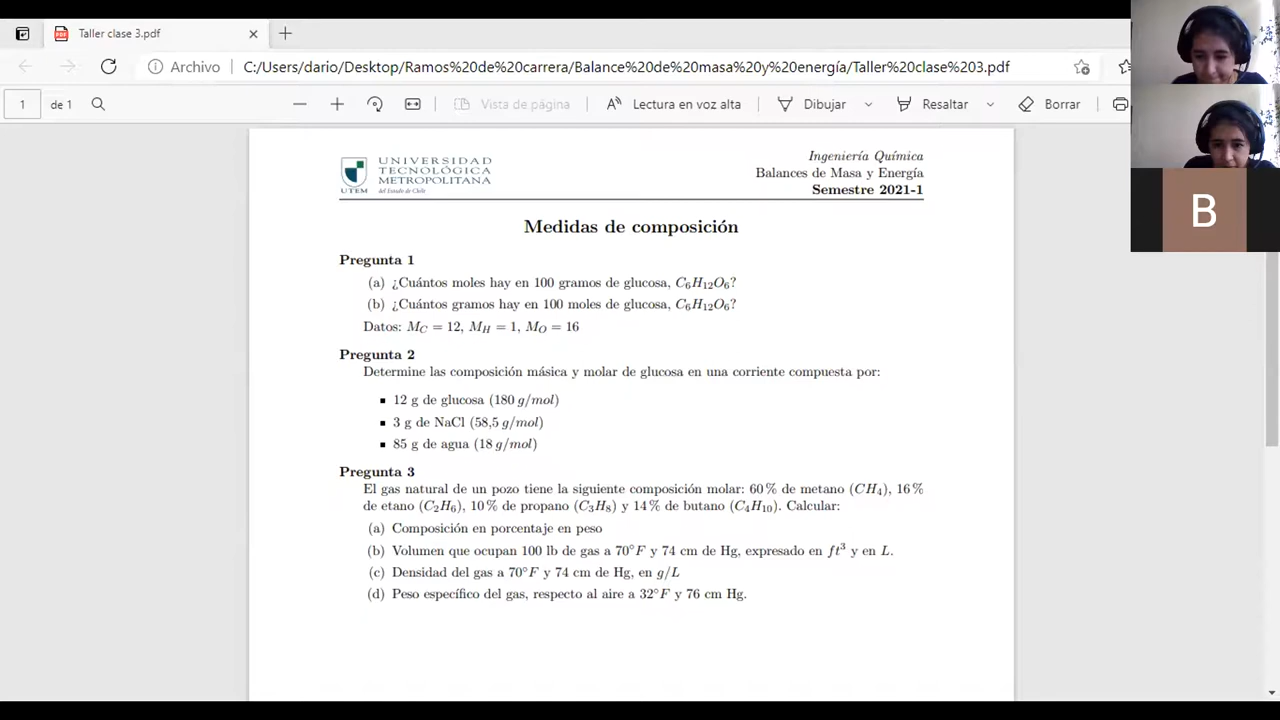 Taller clase 3.pdf
Archivo
C:/Users/dario/Desktop/Ramos%20de%20carrera/Balance%20de%20masa%20y%20energía/Taller%20clase%203.pdf
1 de 1
Vista de página
Lectura en voz alta
Dibujar
Resaltar
Borrar
B
UNIVERSIDAD
TECNOLÓGICA
METROPOLITANA
UTEM del Estado de Chile
Ingeniería Química
Balances de Masa y Energía
Semestre 2021-1
Medidas de composición
Pregunta 1
(a) ¿Cuántos moles hay en 100 gramos de glucosa, C₆H₁₂O₆?
(b) ¿Cuántos gramos hay en 100 moles de glucosa, C₆H₁₂O₆?
Datos: M_C = 12, M_H = 1, M_O = 16
Pregunta 2
Determine las composición másica y molar de glucosa en una corriente compuesta por:
▪ 12 g de glucosa (180 g/mol)
▪ 3 g de NaCl (58,5 g/mol)
▪ 85 g de agua (18 g/mol)
Pregunta 3
El gas natural de un pozo tiene la siguiente composición molar: 60 % de metano (CH₄), 16 %
de etano (C₂H₆), 10 % de propano (C₃H₈) y 14 % de butano (C₄H₁₀). Calcular:
(a) Composición en porcentaje en peso
(b) Volumen que ocupan 100 lb de gas a 70°F y 74 cm de Hg, expresado en ft³ y en L.
(c) Densidad del gas a 70°F y 74 cm de Hg, en g/L
(d) Peso específico del gas, respecto al aire a 32°F y 76 cm Hg.